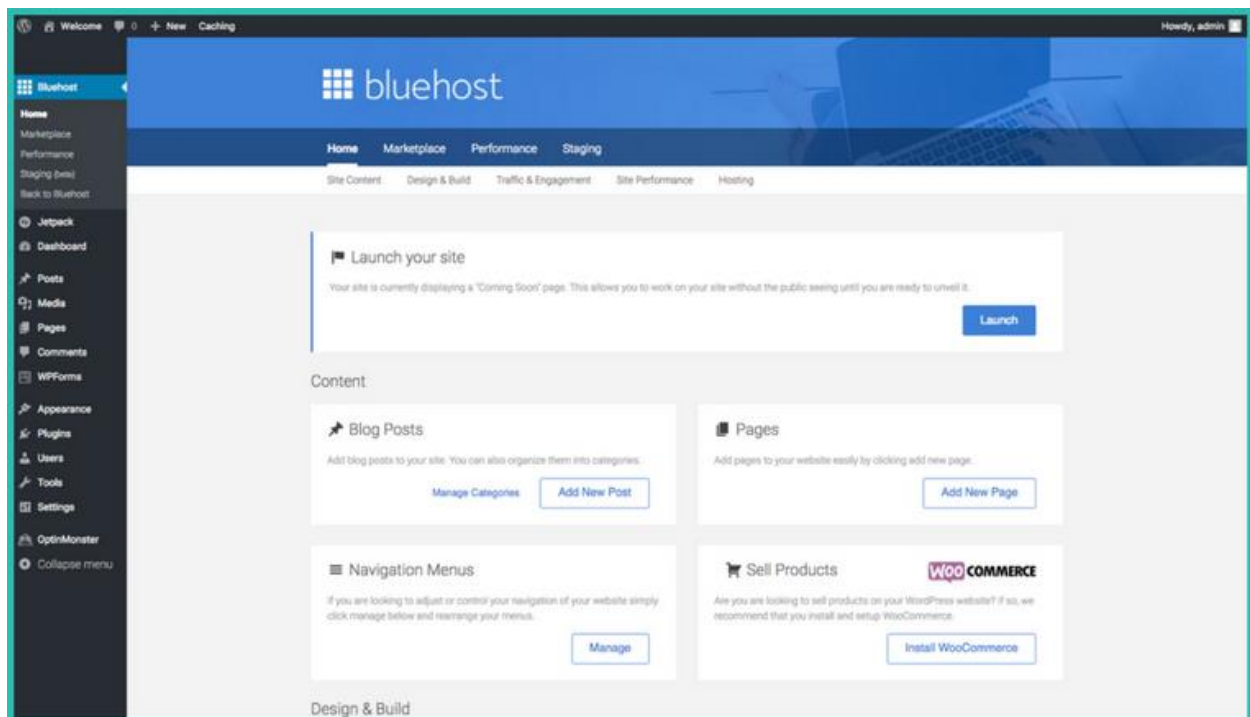 Welcome 0 + New Caching
Howdy, admin
Bluehost
Home
Marketplace
Performance
Staging (beta)
Back to Bluehost
Jetpack
Dashboard
Posts
Media
Pages
Comments
WPForms
Appearance
Plugins
Users
Tools
Settings
OptinMonster
Collapse menu
bluehost
Home Marketplace Performance Staging
Site Content Design & Build Traffic & Engagement Site Performance Hosting
Launch your site
Your site is currently displaying a "Coming Soon" page. This allows you to work on your site without the public seeing until you are ready to unveil it.
Launch
Content
Blog Posts
Add blog posts to your site. You can also organize them into categories.
Manage Categories Add New Post
Pages
Add pages to your website easily by clicking add new page.
Add New Page
Navigation Menus
If you are looking to adjust or control your navigation of your website simply
click manage below and rearrange your menus.
Manage
Sell Products WOO COMMERCE
Are you are looking to sell products on your WordPress website? If so, we
recommend that you install and setup WooCommerce.
Install WooCommerce
Design & Build